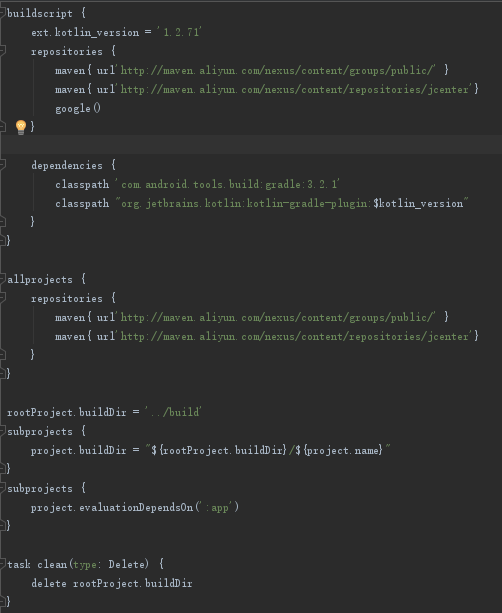 buildscript {
    ext.kotlin_version = '1.2.71'
    repositories {
        maven{ url'http://maven.aliyun.com/nexus/content/groups/public/' }
        maven{ url'http://maven.aliyun.com/nexus/content/repositories/jcenter'}
        google()
    }
    dependencies {
        classpath 'com.android.tools.build:gradle:3.2.1'
        classpath "org.jetbrains.kotlin:kotlin-gradle-plugin:$kotlin_version"
    }
}
allprojects {
    repositories {
        maven{ url'http://maven.aliyun.com/nexus/content/groups/public/' }
        maven{ url'http://maven.aliyun.com/nexus/content/repositories/jcenter'}
    }
}
rootProject.buildDir = '../build'
subprojects {
    project.buildDir = "${rootProject.buildDir}/${project.name}"
}
subprojects {
    project.evaluationDependsOn(':app')
}
task clean(type: Delete) {
    delete rootProject.buildDir
}